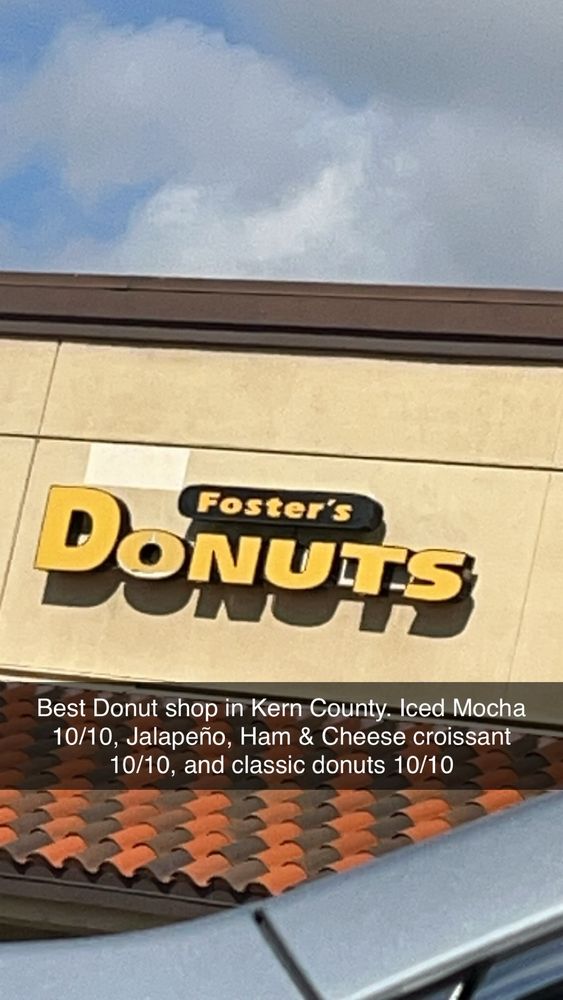 Foster's
DONUTS
Best Donut shop in Kern County. Iced Mocha
10/10, Jalapeño, Ham & Cheese croissant
10/10, and classic donuts 10/10